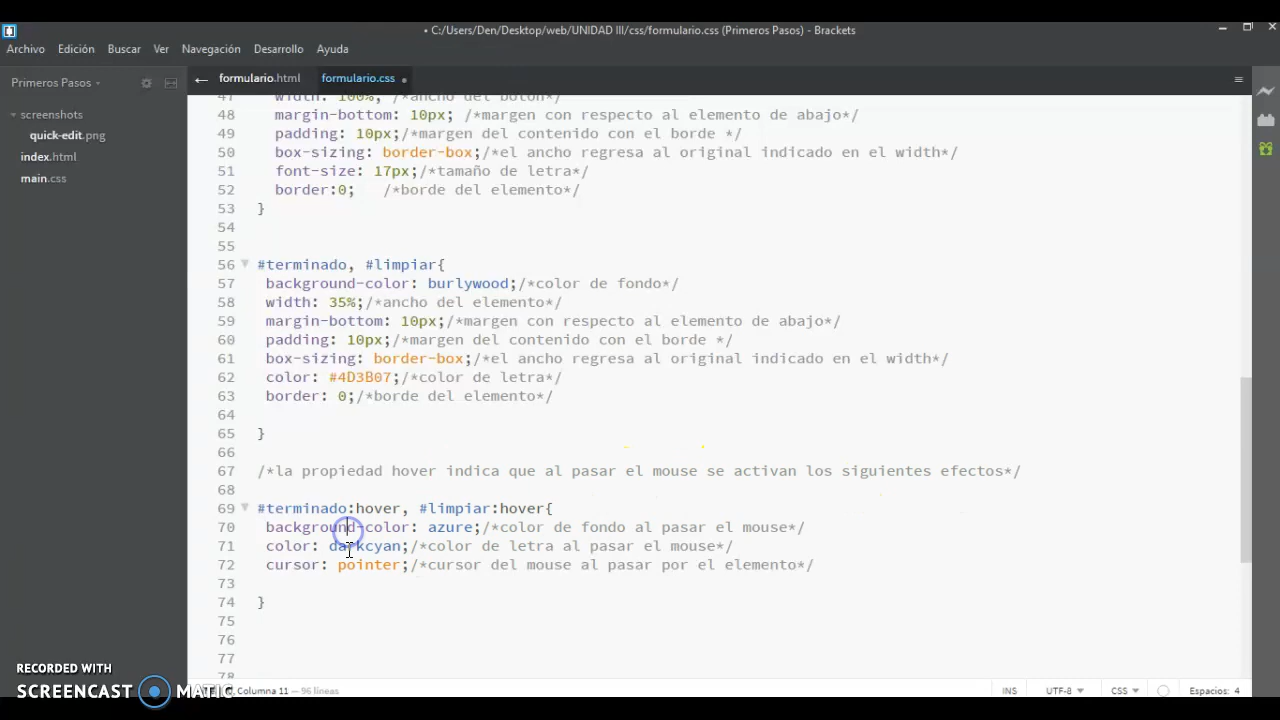 • C:/Users/Den/Desktop/web/UNIDAD III/css/formulario.css (Primeros Pasos) - Brackets
Archivo Edición Buscar Ver Navegación Desarrollo Ayuda
Primeros Pasos
formulario.html formulario.css
screenshots
quick-edit.png
index.html
main.css
47 width: 100%; /*ancho del boton*/
48 margin-bottom: 10px; /*margen con respecto al elemento de abajo*/
49 padding: 10px;/*margen del contenido con el borde */
50 box-sizing: border-box;/*el ancho regresa al original indicado en el width*/
51 font-size: 17px;/*tamaño de letra*/
52 border:0; /*borde del elemento*/
53 }
54
55
56 #terminado, #limpiar{
57 background-color: burlywood;/*color de fondo*/
58 width: 35%;/*ancho del elemento*/
59 margin-bottom: 10px;/*margen con respecto al elemento de abajo*/
60 padding: 10px;/*margen del contenido con el borde */
61 box-sizing: border-box;/*el ancho regresa al original indicado en el width*/
62 color: #4D3B07;/*color de letra*/
63 border: 0;/*borde del elemento*/
64
65 }
66
67 /*la propiedad hover indica que al pasar el mouse se activan los siguientes efectos*/
68
69 #terminado:hover, #limpiar:hover{
70 background-color: azure;/*color de fondo al pasar el mouse*/
71 color: darkcyan;/*color de letra al pasar el mouse*/
72 cursor: pointer;/*cursor del mouse al pasar por el elemento*/
73
74 }
75
76
77
78
RECORDED WITH
SCREENCAST MATIC
Columna 11 — 96 líneas
INS UTF-8 CSS Espacios: 4